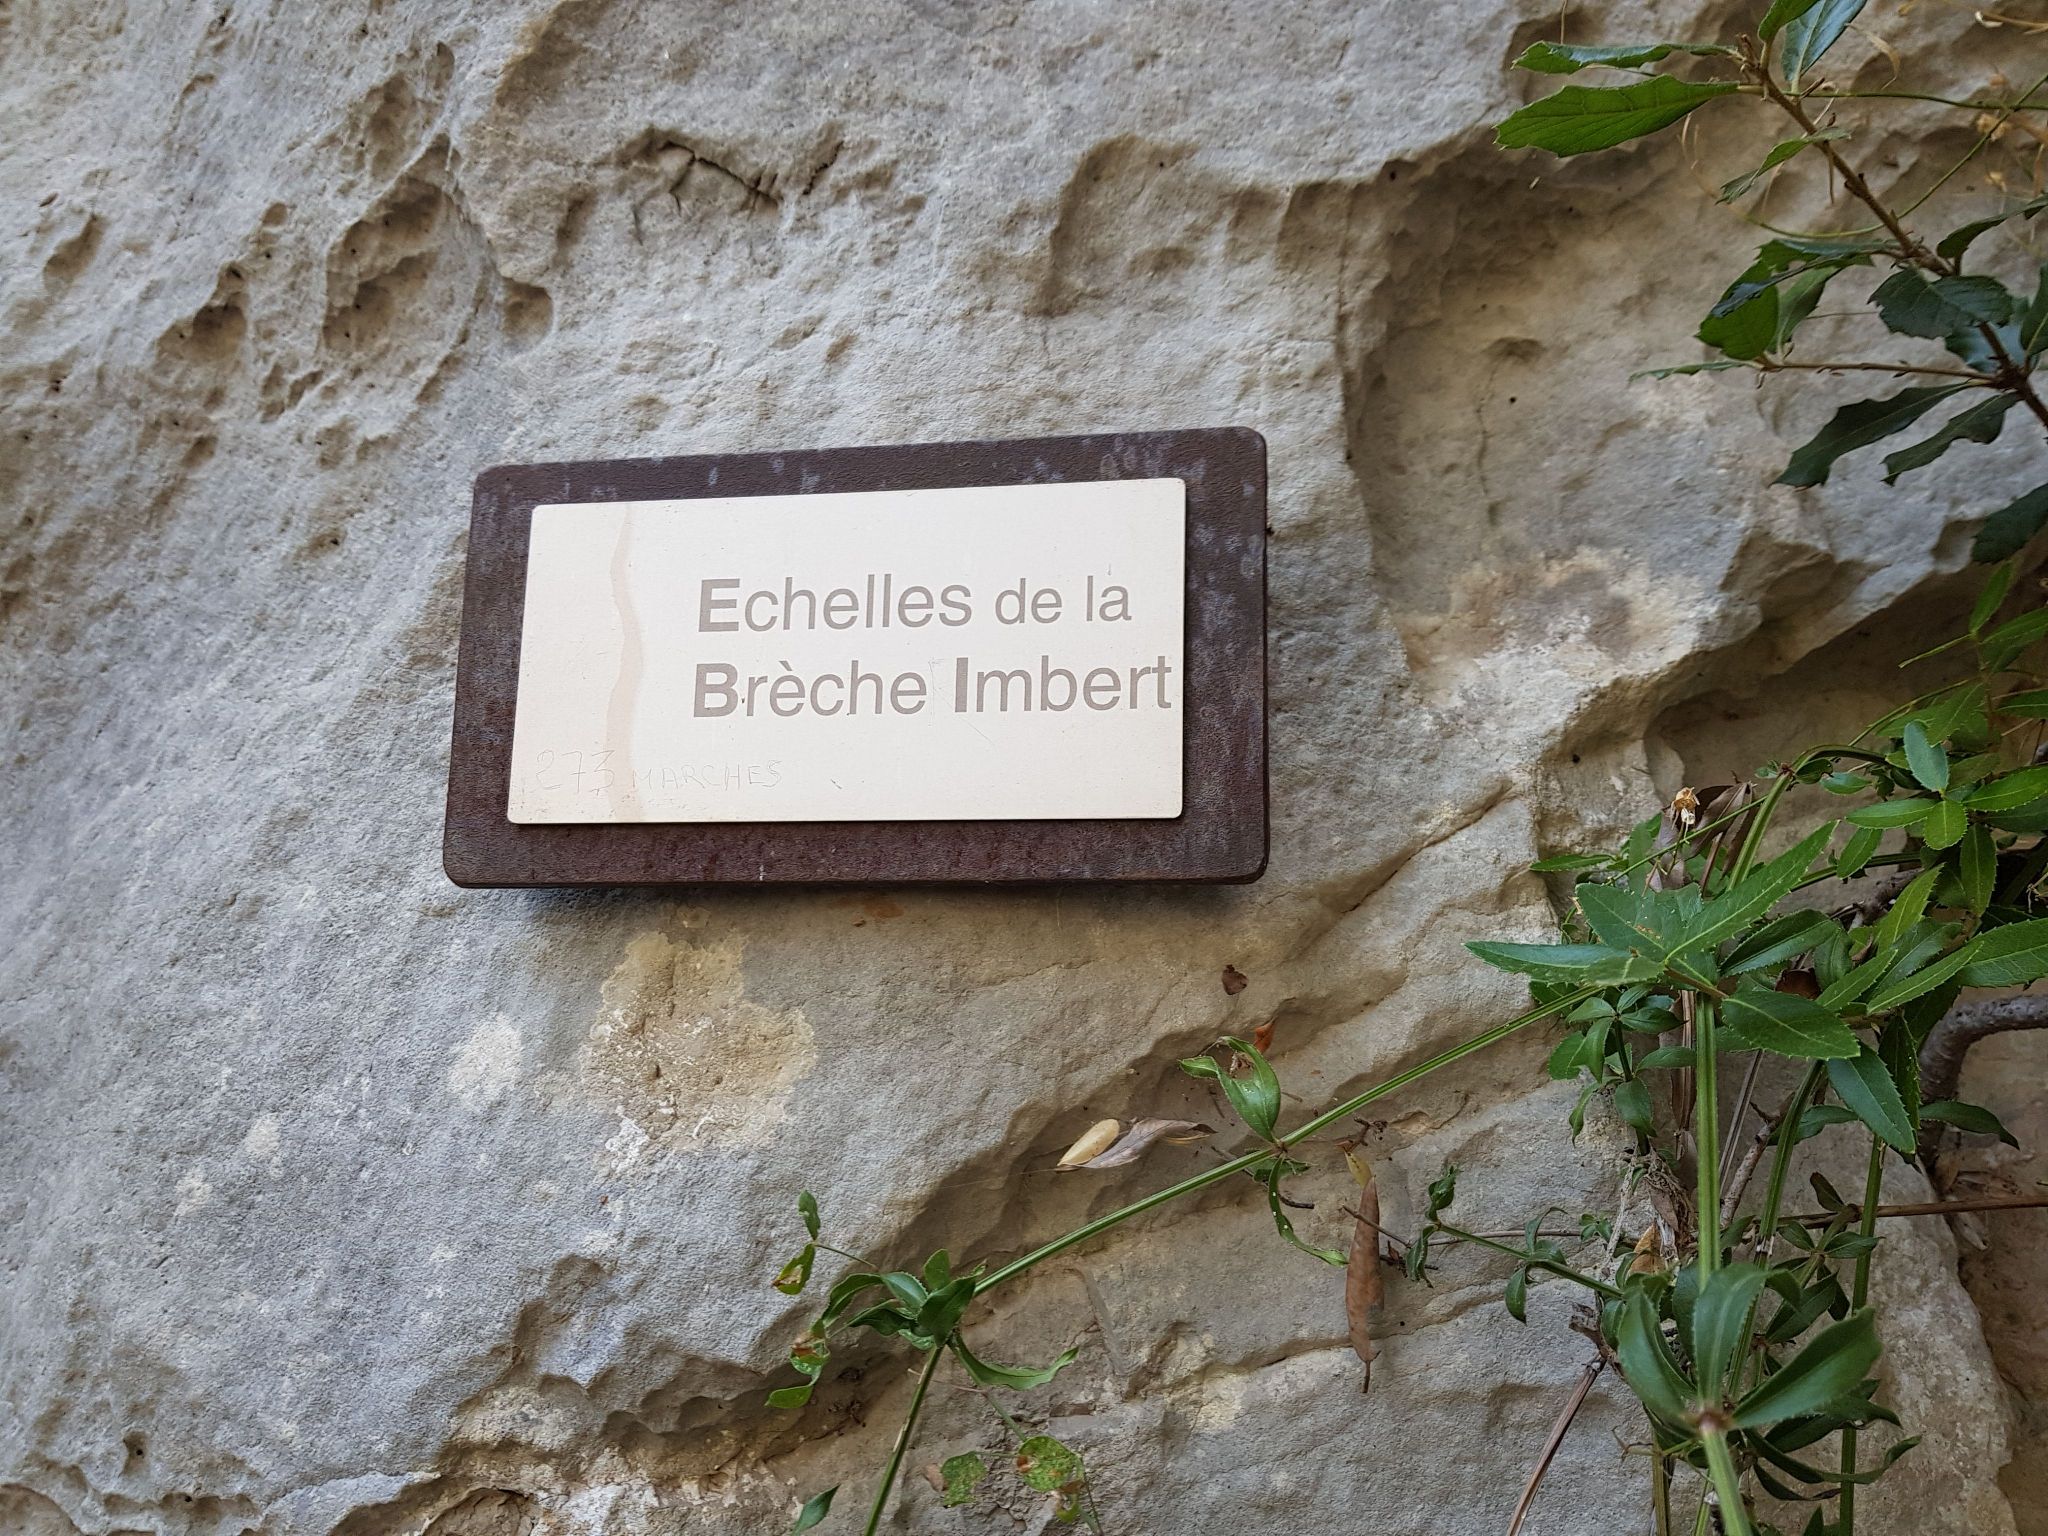 Echelles de la
Brèche Imbert
273 MARCHES